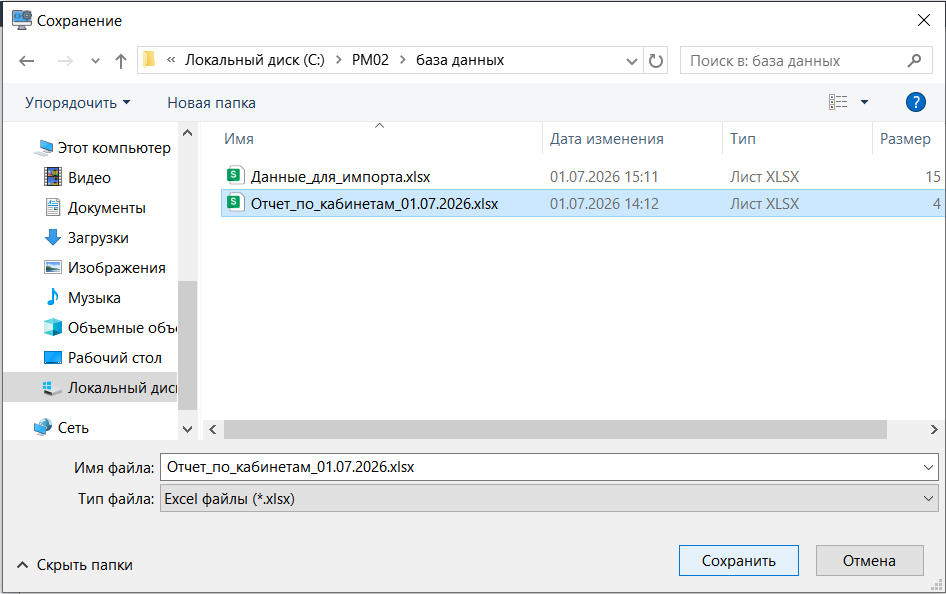 Сохранение
« Локальный диск (C:) > PM02 > база данных
Поиск в: база данных
Упорядочить
Новая папка
?
Этот компьютер
Видео
Документы
Загрузки
Изображения
Музыка
Объемные объ
Рабочий стол
Локальный дис
Сеть
Имя Дата изменения Тип Размер
S Данные_для_импорта.xlsx 01.07.2026 15:11 Лист XLSX 15
S Отчет_по_кабинетам_01.07.2026.xlsx 01.07.2026 14:12 Лист XLSX 4
Имя файла: Отчет_по_кабинетам_01.07.2026.xlsx
Тип файла: Excel файлы (*.xlsx)
Скрыть папки
Сохранить
Отмена